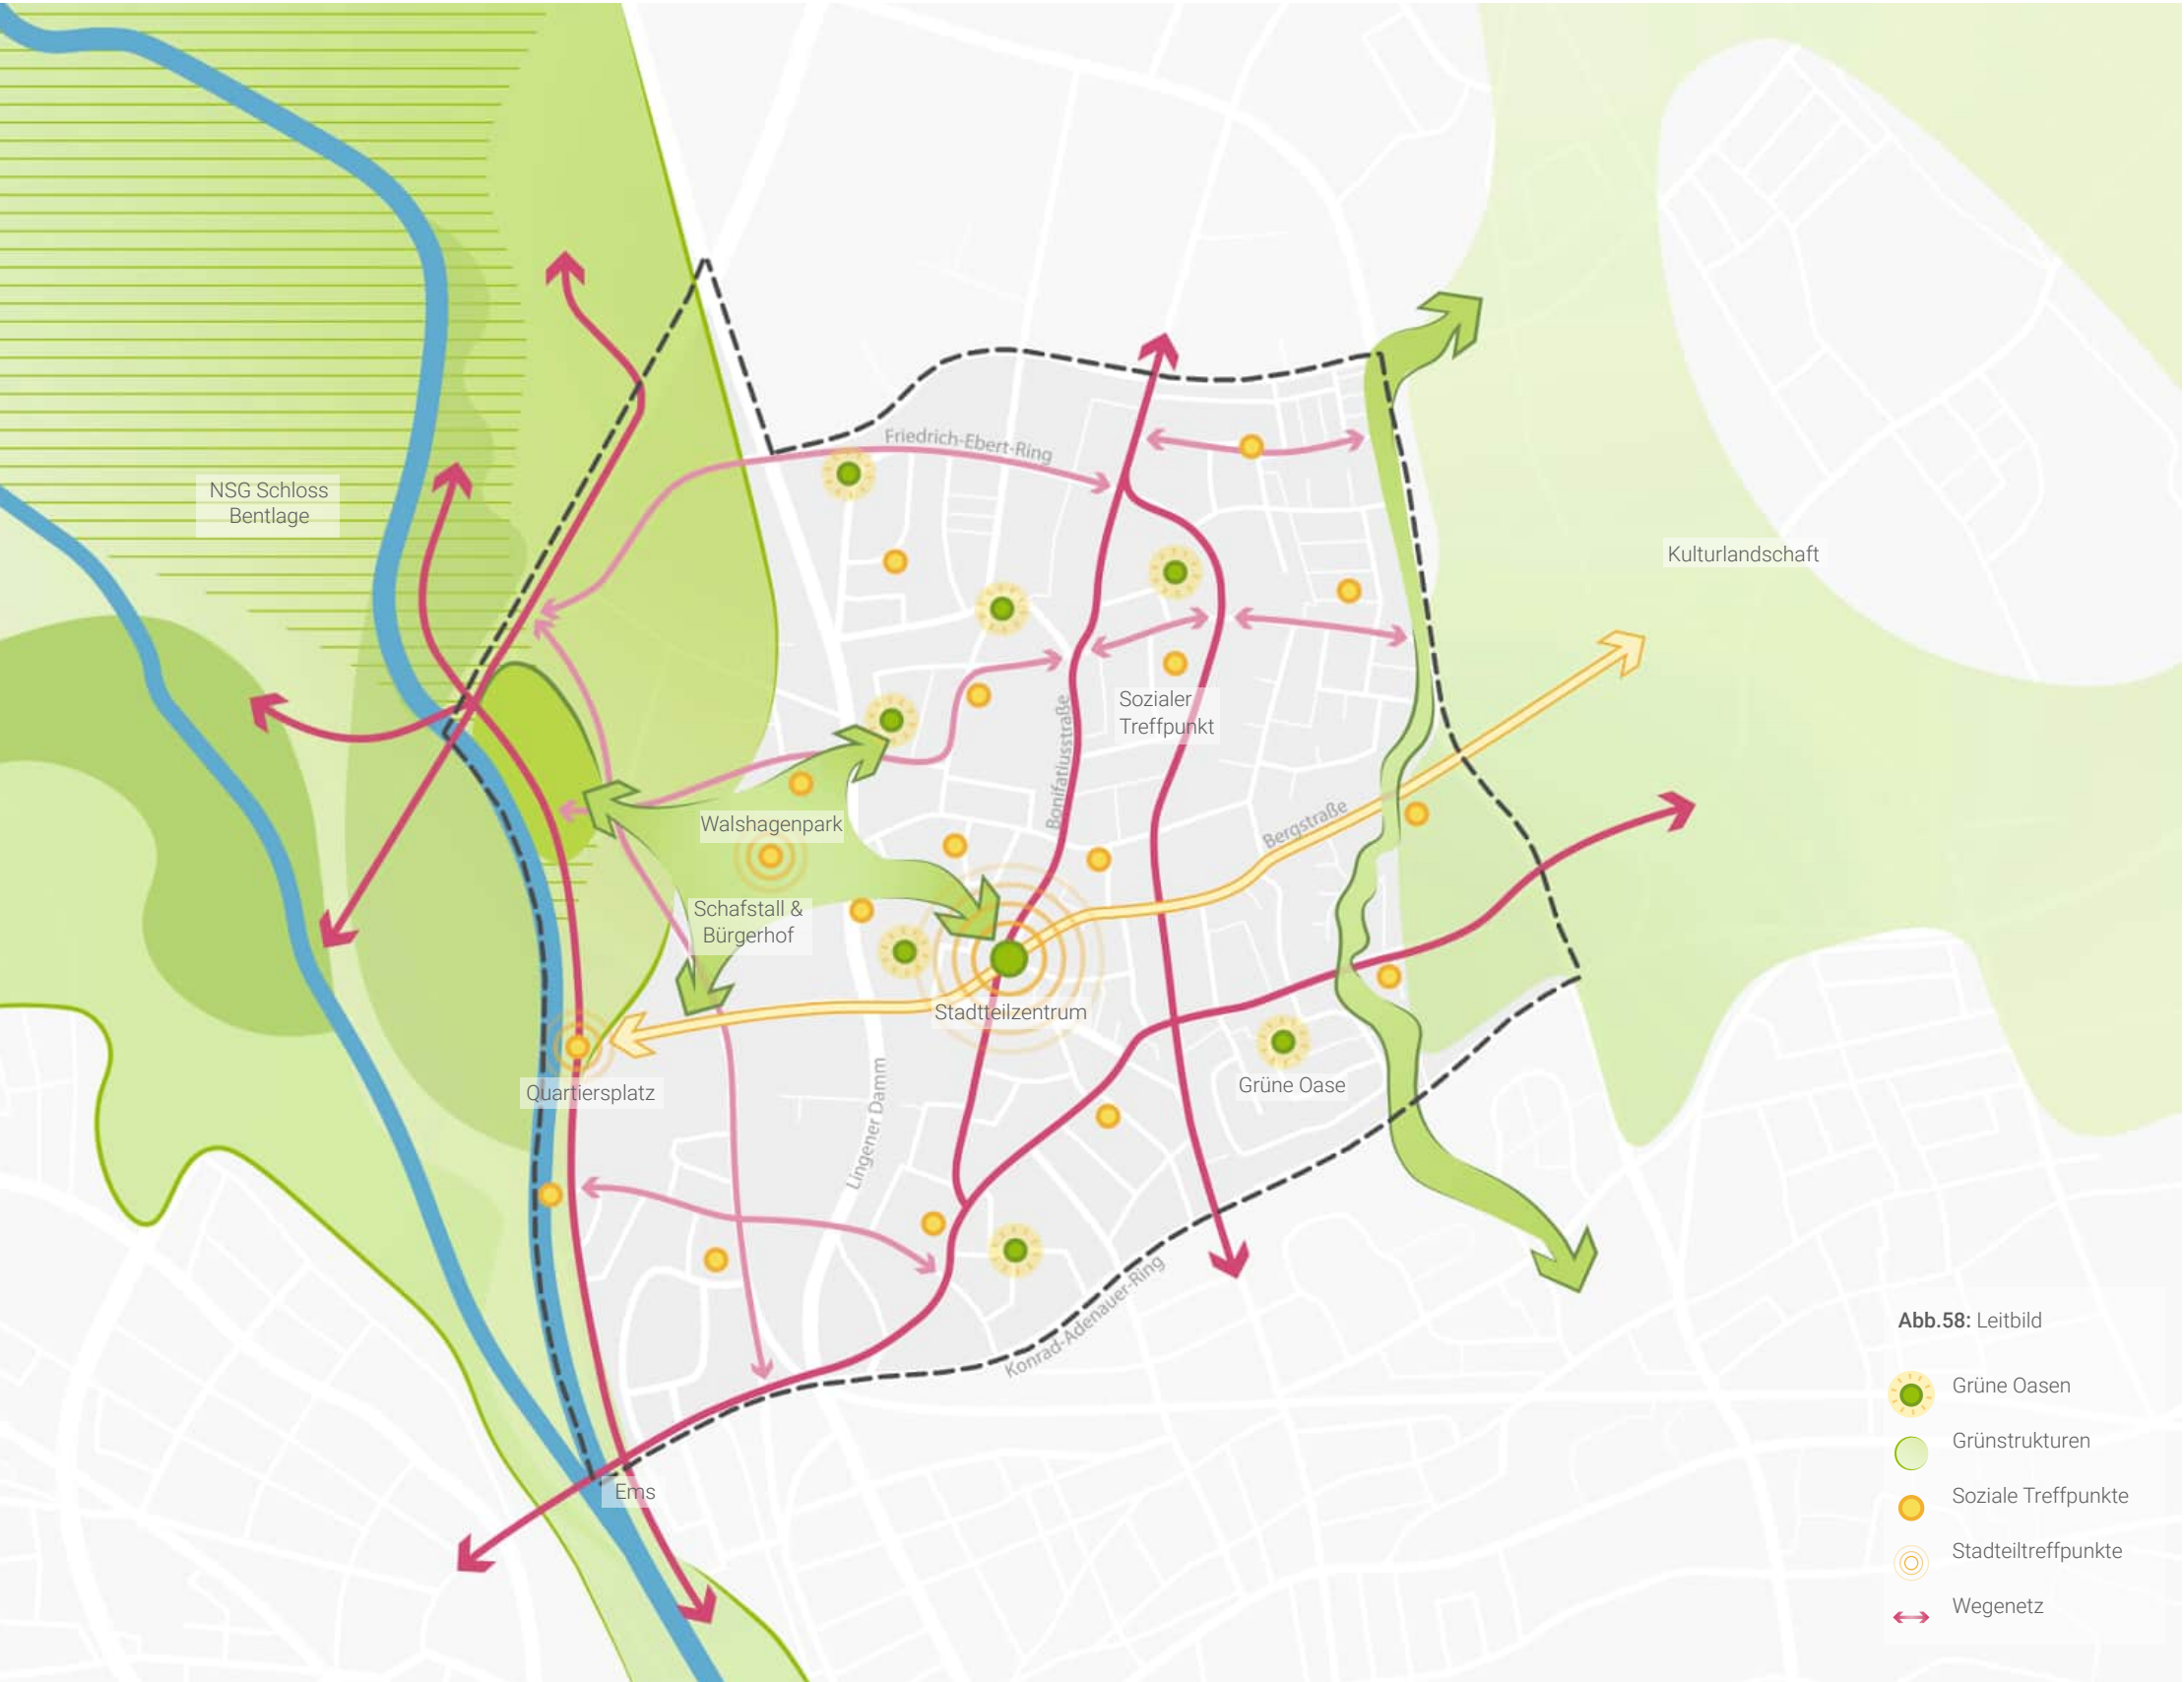 Friedrich-Ebert-Ring
NSG Schloss
Bentlage
Kulturlandschaft
Sozialer
Treffpunkt
Bonifatiusstraße
Walshagenpark
Bergstraße
Schafstall &
Bürgerhof
Stadtteilzentrum
Quartiersplatz
Grüne Oase
Lingener Damm
Konrad-Adenauer-Ring
Ems
Abb.58: Leitbild
Grüne Oasen
Grünstrukturen
Soziale Treffpunkte
Stadteiltreffpunkte
Wegenetz